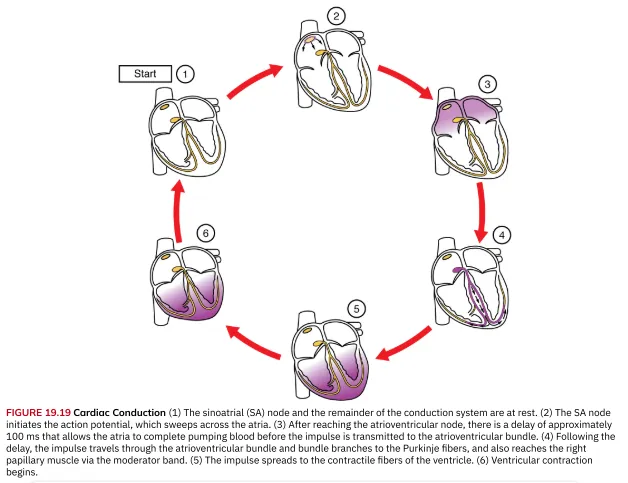 2
Start 1
3
6
4
5
FIGURE 19.19 Cardiac Conduction (1) The sinoatrial (SA) node and the remainder of the conduction system are at rest. (2) The SA node
initiates the action potential, which sweeps across the atria. (3) After reaching the atrioventricular node, there is a delay of approximately
100 ms that allows the atria to complete pumping blood before the impulse is transmitted to the atrioventricular bundle. (4) Following the
delay, the impulse travels through the atrioventricular bundle and bundle branches to the Purkinje fibers, and also reaches the right
papillary muscle via the moderator band. (5) The impulse spreads to the contractile fibers of the ventricle. (6) Ventricular contraction
begins.